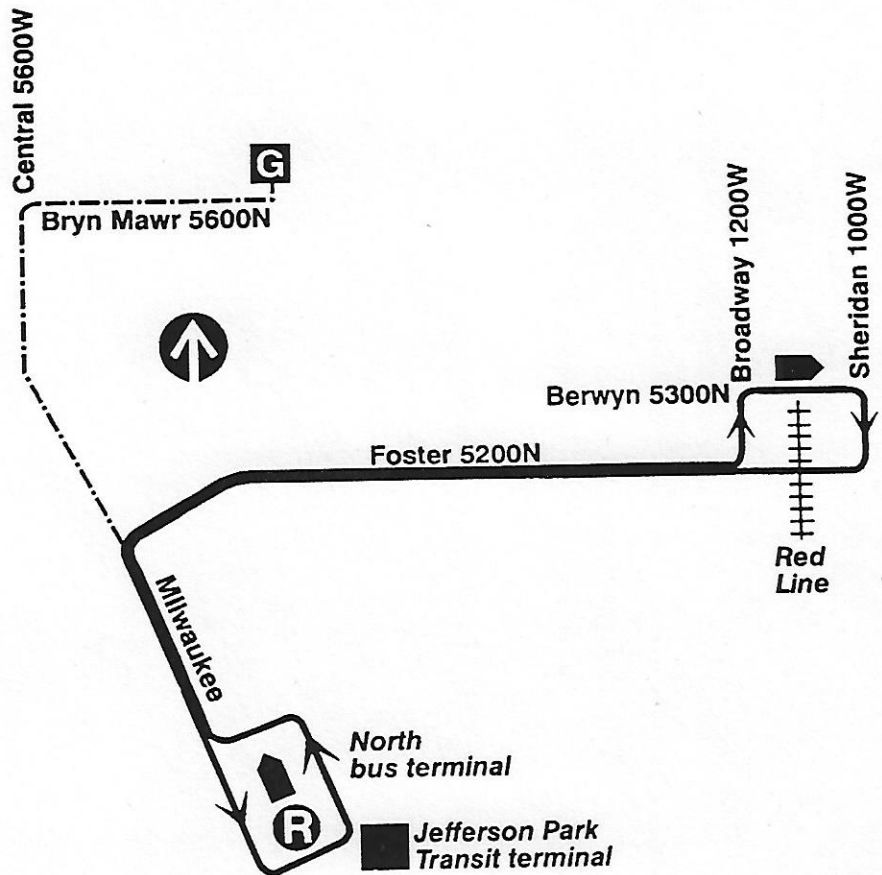 Central 5600W
G
Bryn Mawr 5600N
Broadway 1200W
Sheridan 1000W
Berwyn 5300N
Foster 5200N
Red
Line
MIlwaukee
North
bus terminal
R
Jefferson Park
Transit terminal